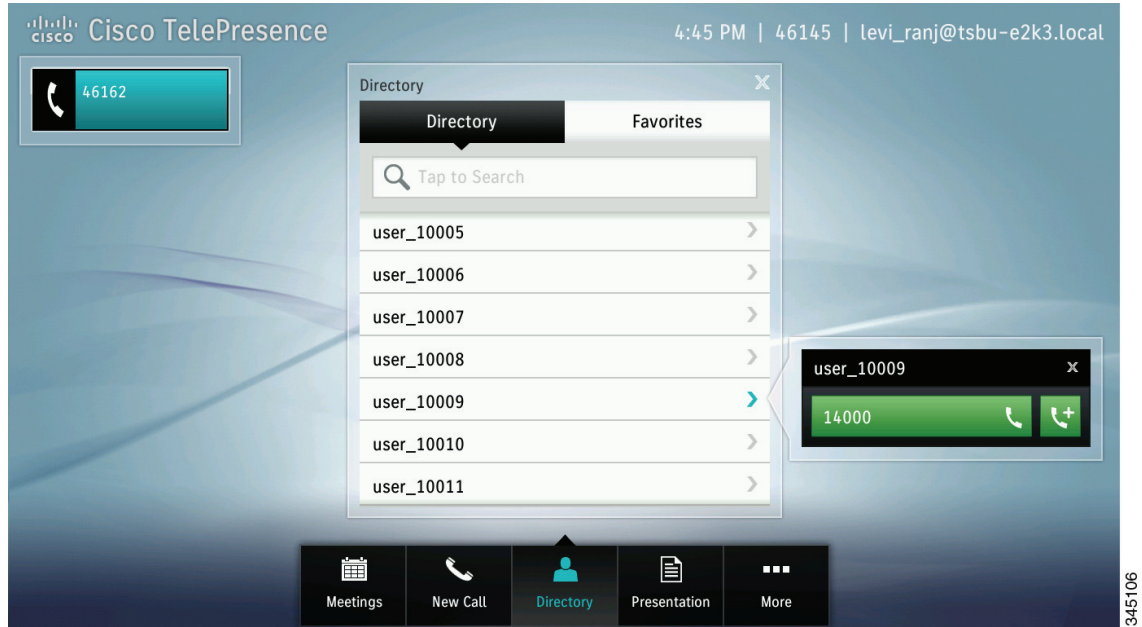 cisco Cisco TelePresence
4:45 PM | 46145 | levi_ranj@tsbu-e2k3.local
46162
Directory X
Directory Favorites
Tap to Search
user_10005
user_10006
user_10007
user_10008
user_10009
user_10010
user_10011
user_10009 x
14000
Meetings New Call Directory Presentation More
345106